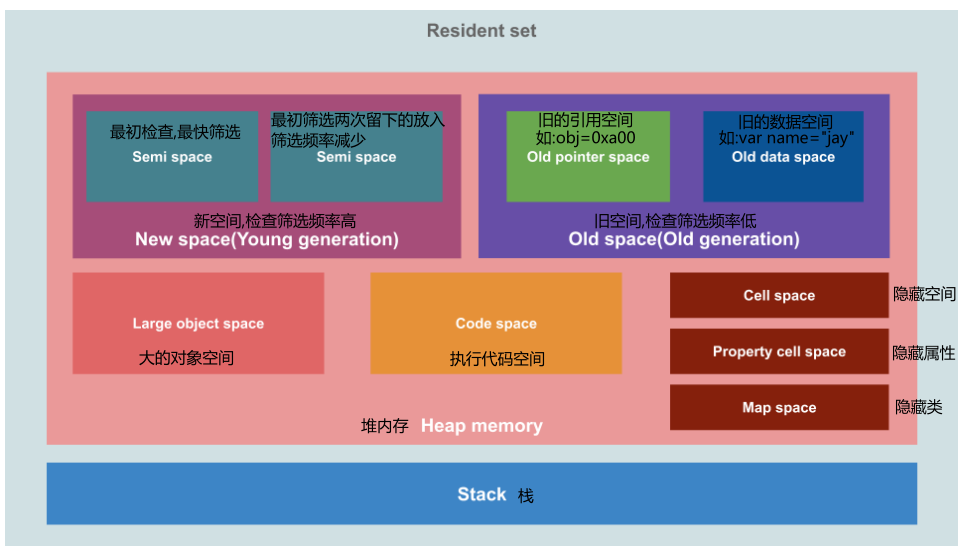 Resident set
最初检查,最快筛选
Semi space
最初筛选两次留下的放入
筛选频率减少
Semi space
新空间,检查筛选频率高
New space(Young generation)
旧的引用空间
如:obj=0xa00
Old pointer space
旧的数据空间
如:var name="jay"
Old data space
旧空间,检查筛选频率低
Old space(Old generation)
Large object space
大的对象空间
Code space
执行代码空间
Cell space 隐藏空间
Property cell space 隐藏属性
Map space 隐藏类
堆内存 Heap memory
Stack 栈